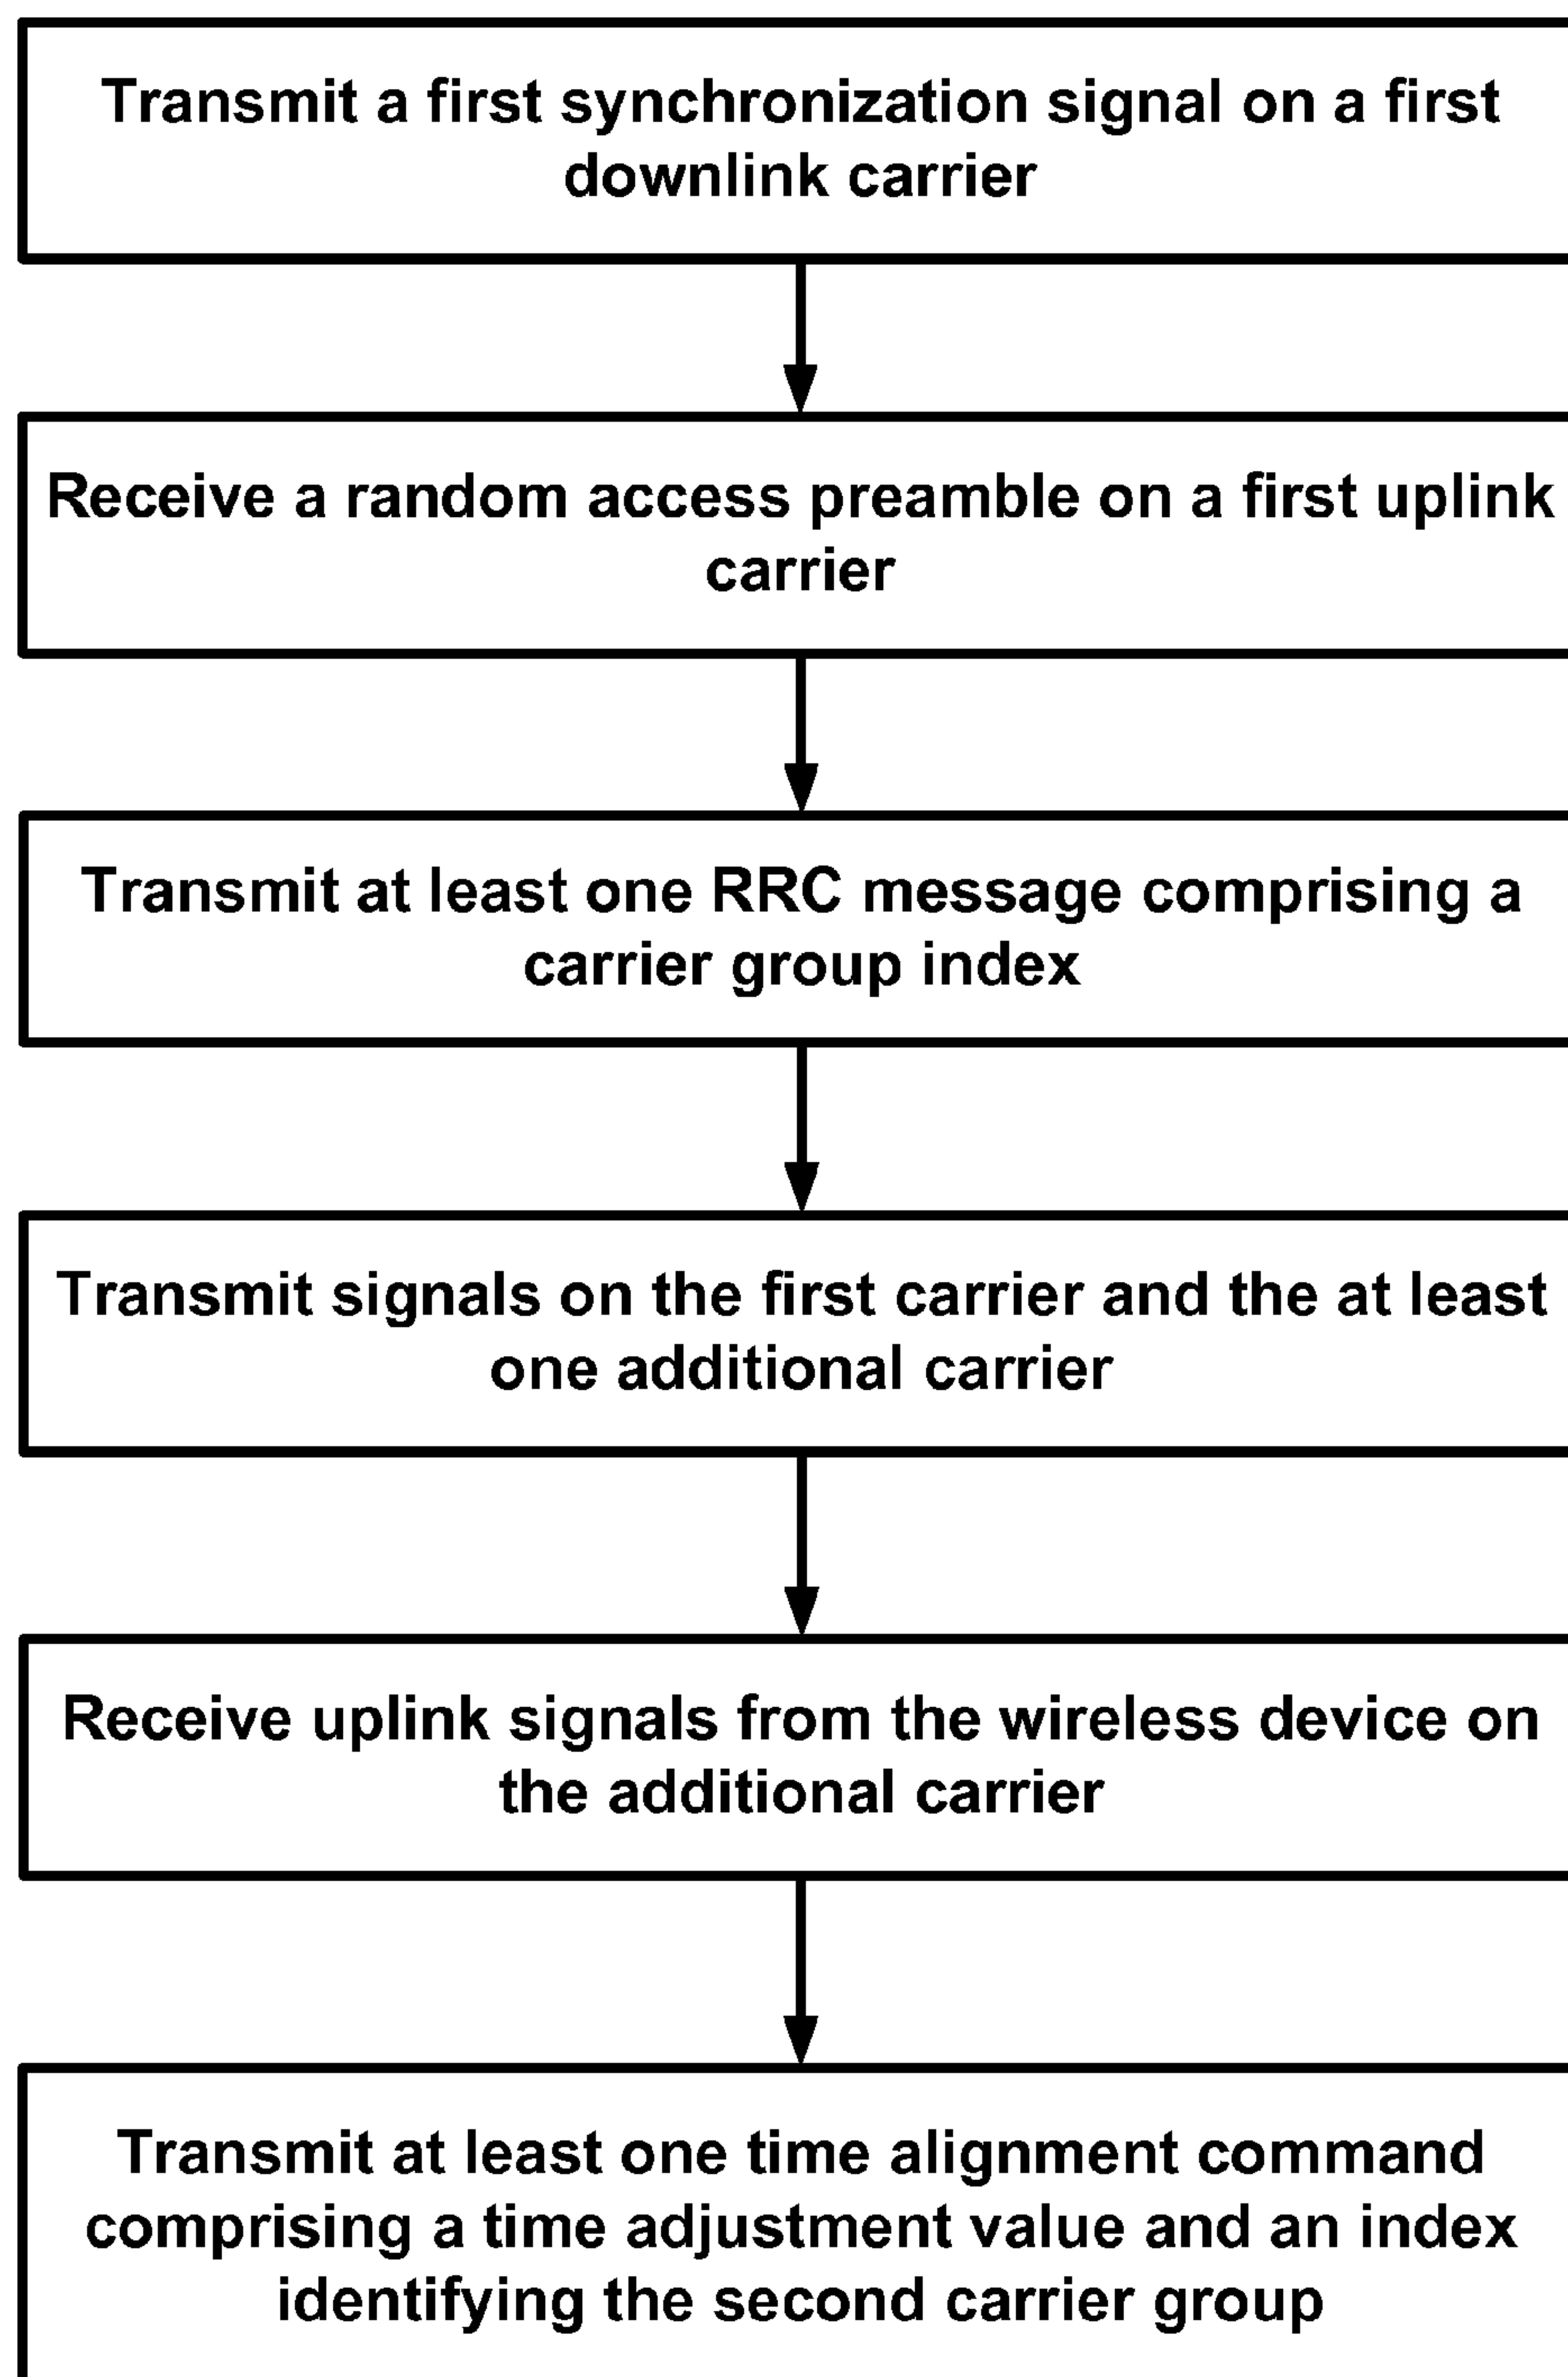 Transmit a first synchronization signal on a first
downlink carrier
Receive a random access preamble on a first uplink
carrier
Transmit at least one RRC message comprising a
carrier group index
Transmit signals on the first carrier and the at least
one additional carrier
Receive uplink signals from the wireless device on
the additional carrier
Transmit at least one time alignment command
comprising a time adjustment value and an index
identifying the second carrier group